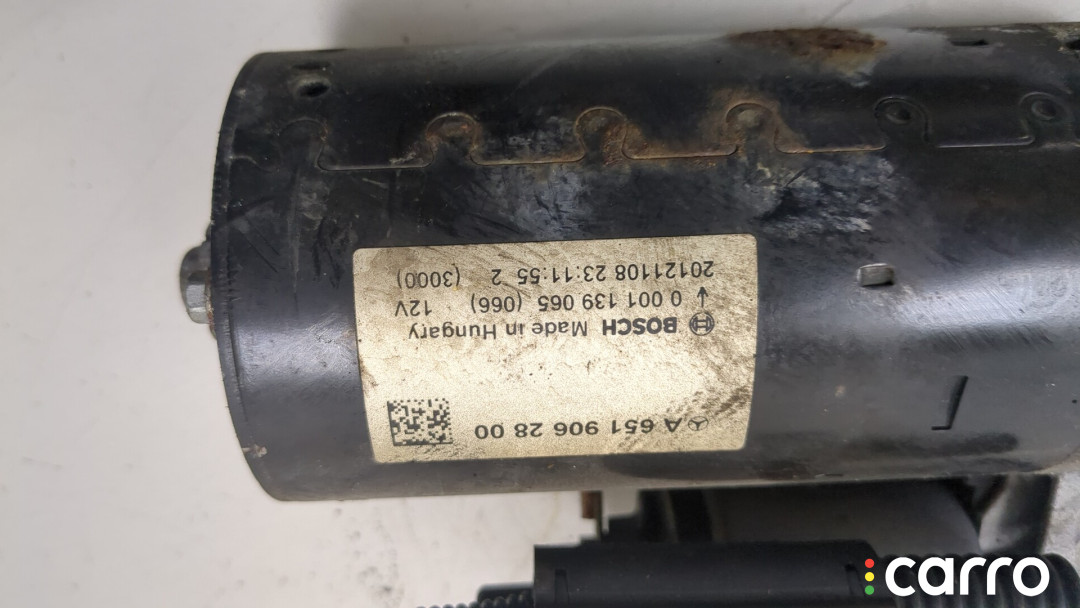 A 651 906 28 00
BOSCH Made in Hungary
0 001 139 065 (066) 12V
20121108 23:11:55 2 (3000)
carro